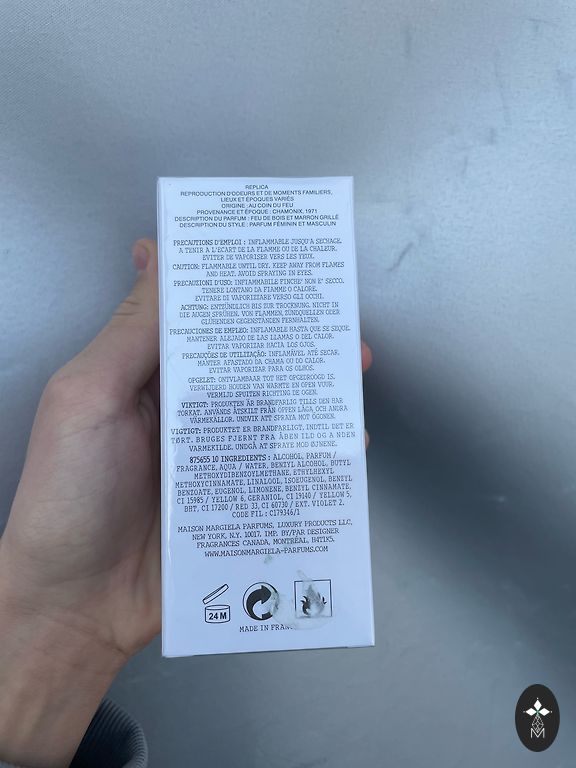 REPLICA
REPRODUCTION D'ODEURS ET DE MOMENTS FAMILIERS,
LIEUX ET ÉPOQUES VARIÉS
ORIGINE : AU COIN DU FEU
PROVENANCE ET ÉPOQUE : CHAMONIX, 1971
DESCRIPTION DU PARFUM : FEU DE BOIS ET MARRON GRILLÉ
DESCRIPTION DU STYLE : PARFUM FÉMININ ET MASCULIN
PRECAUTIONS D'EMPLOI : INFLAMMABLE JUSQU'A SECHAGE.
A TENIR A L'ECART DE LA FLAMME OU DE LA CHALEUR.
EVITER DE VAPORISER VERS LES YEUX.
CAUTION: FLAMMABLE UNTIL DRY. KEEP AWAY FROM FLAMES
AND HEAT. AVOID SPRAYING IN EYES.
PRECAUZIONI D'USO: INFIAMMABILE FINCHE' NON E' SECCO.
TENERE LONTANO DA FIAMME O CALORE.
EVITARE DI VAPORIZZARE VERSO GLI OCCHI.
ACHTUNG: ENTZÜNDLICH BIS ZUR TROCKNUNG. NICHT IN
DIE AUGEN SPRÜHEN. VON FLAMMEN, ZÜNDQUELLEN ODER
GLÜHENDEN GEGENSTÄNDEN FERNHALTEN.
PRECAUCIONES DE EMPLEO: INFLAMABLE HASTA QUE SE SEQUE.
MANTENER ALEJADO DE LAS LLAMAS O DEL CALOR.
EVITAR VAPORIZAR HACIA LOS OJOS.
PRECAUÇÕES DE UTILIZAÇÃO: INFLAMÁVEL ATÉ SECAR.
MANTER AFASTADO DA CHAMA OU DO CALOR.
EVITAR VAPORIZAR PARA OS OLHOS.
OPGELET: ONTVLAMBAAR TOT HET OPGEDROOGD IS.
VERWIJDERD HOUDEN VAN WARMTE EN OPEN VUUR.
VERMIJD SPUITEN RICHTING DE OGEN.
VIKTIGT: PRODUKTEN ÄR BRANDFARLIG TILLS DEN HAR
TORKAT. ANVÄNDS ÅTSKILT FRÅN ÖPPEN LÅGA OCH ANDRA
VÄRMEKÄLLOR. UNDVIK ATT SPRAYA MOT ÖGONEN.
VIGTIGT: PRODUKTET ER BRANDFARLIGT, INDTIL DET ER
TØRT. BRUGES FJERNT FRA ÅBEN ILD OG ANDEN
VARMEKILDE. UNDGÅ AT SPRAYE MOD ØJNENE.
875655 10 INGREDIENTS : ALCOHOL, PARFUM /
FRAGRANCE, AQUA / WATER, BENZYL ALCOHOL, BUTYL
METHOXYDIBENZOYLMETHANE, ETHYLHEXYL
METHOXYCINNAMATE, LINALOOL, ISOEUGENOL, BENZYL
BENZOATE, EUGENOL, LIMONENE, BENZYL CINNAMATE,
CI 15985 / YELLOW 6, GERANIOL, CI 19140 / YELLOW 5,
BHT, CI 17200 / RED 33, CI 60730 / EXT. VIOLET 2.
CODE FIL : C179346/1
MAISON MARGIELA PARFUMS, LUXURY PRODUCTS LLC,
NEW YORK, N.Y. 10017. IMP. BY/PAR DESIGNER
FRAGRANCES CANADA, MONTRÉAL, H4T1K5.
WWW.MAISONMARGIELA-PARFUMS.COM
24 M
MADE IN FRANC
M